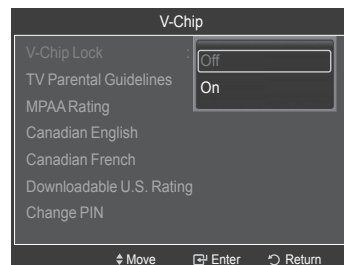 V-Chip
V-Chip Lock : Off
On
TV Parental Guidelines
MPAA Rating
Canadian English
Canadian French
Downloadable U.S. Rating
Change PIN
Move Enter Return